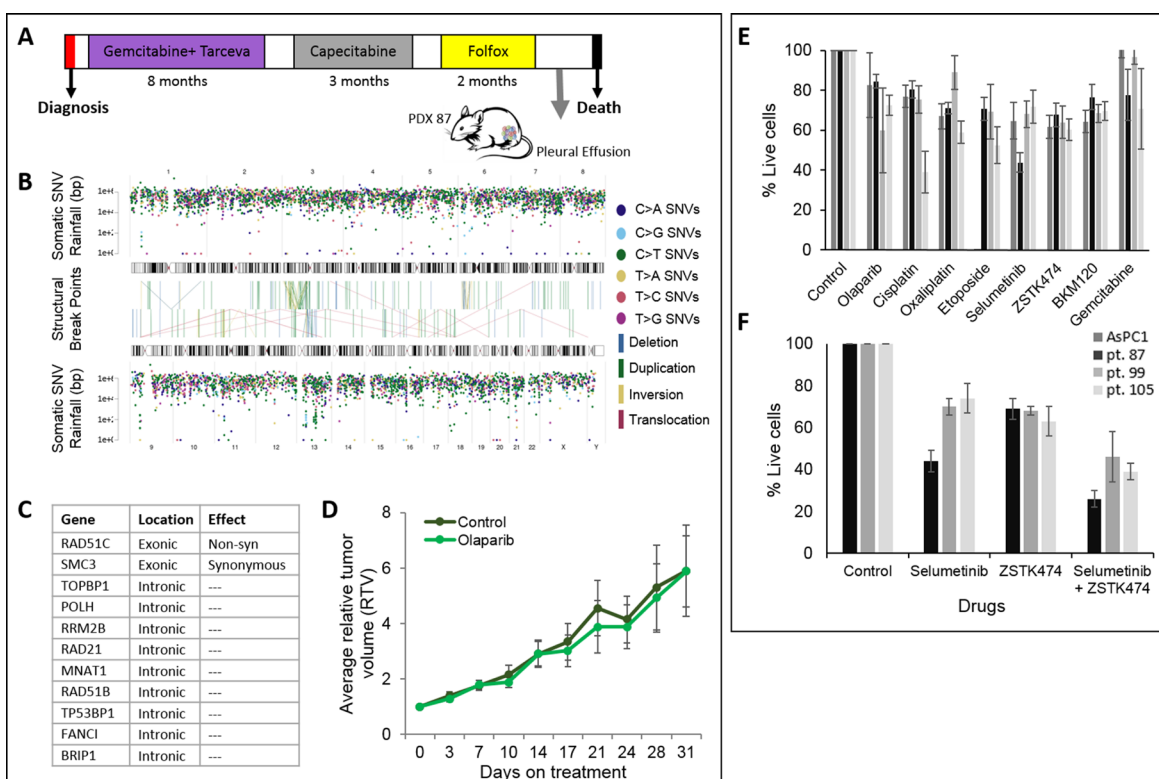 A
Gemcitabine+ Tarceva
Capecitabine
Folfox
8 months
3 months
2 months
Diagnosis
Death
PDX 87
Pleural Effusion
B
1 2 3 4 5 6 7 8
Somatic SNV
Rainfall (bp)
Structural
Break Points
Somatic SNV
Rainfall (bp)
9 10 11 12 13 14 15 16 17 18 19 20 21 22 X Y
C>A SNVs
C>G SNVs
C>T SNVs
T>A SNVs
T>C SNVs
T>G SNVs
Deletion
Duplication
Inversion
Translocation
C
Gene Location Effect
RAD51C Exonic Non-syn
SMC3 Exonic Synonymous
TOPBP1 Intronic ---
POLH Intronic ---
RRM2B Intronic ---
RAD21 Intronic ---
MNAT1 Intronic ---
RAD51B Intronic ---
TP53BP1 Intronic ---
FANCI Intronic ---
BRIP1 Intronic ---
D
Control
Olaparib
Average relative tumor
volume (RTV)
8
6
4
2
0
0 3 7 10 14 17 21 24 28 31
Days on treatment
E
% Live cells
100
80
60
40
20
0
Control
Olaparib
Cisplatin
Oxaliplatin
Etoposide
Selumetinib
ZSTK474
BKM120
Gemcitabine
F
AsPC1
pt. 87
pt. 99
pt. 105
% Live cells
100
80
60
40
20
0
Control Selumetinib ZSTK474 Selumetinib
+ ZSTK474
Drugs